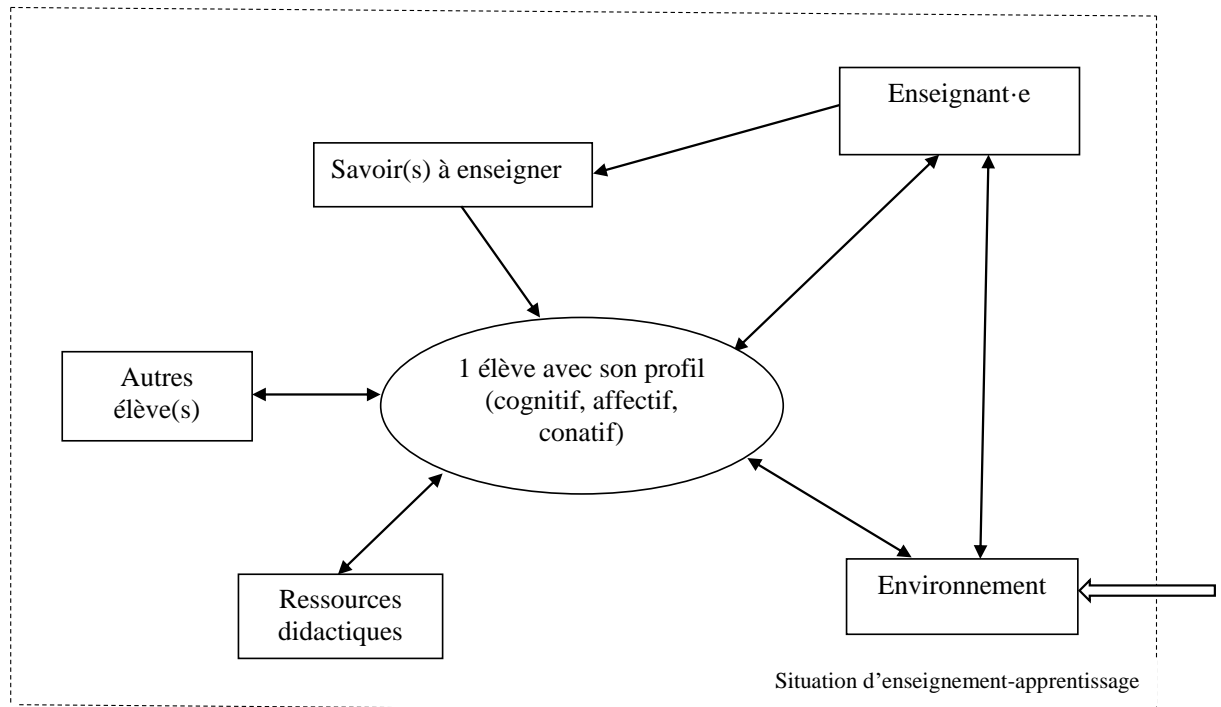 Enseignant·e
Savoir(s) à enseigner
1 élève avec son profil
(cognitif, affectif,
conatif)
Autres
élève(s)
Ressources
didactiques
Environnement
Situation d’enseignement-apprentissage